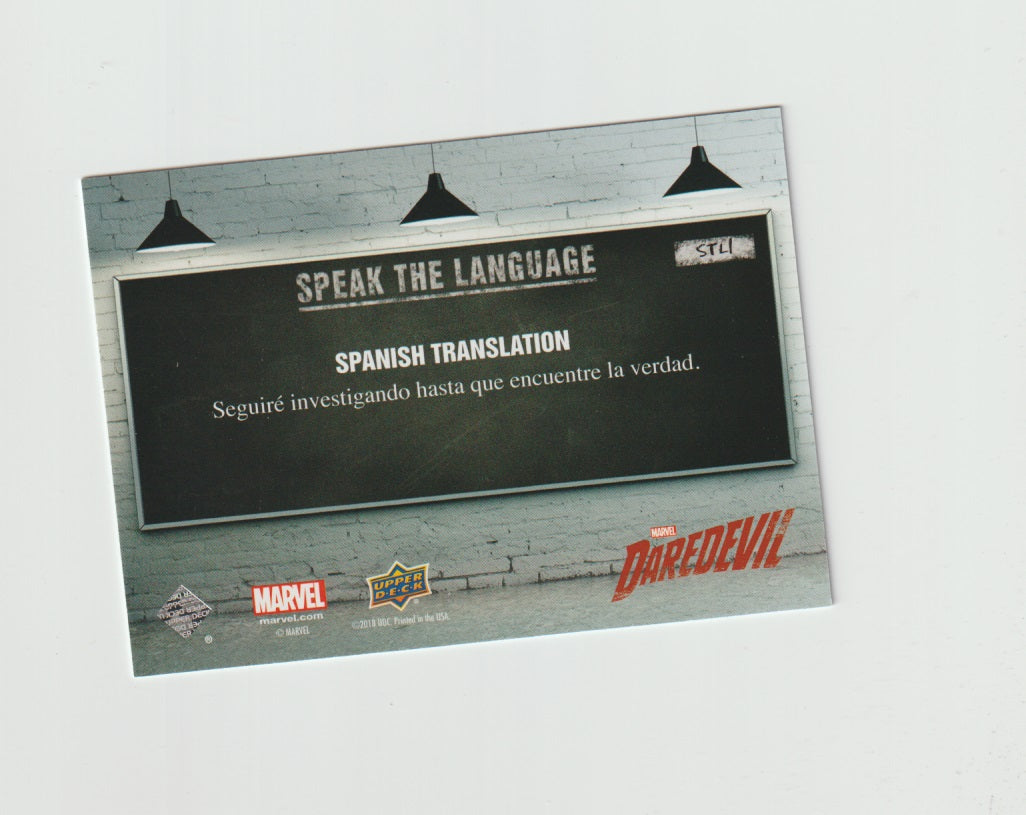 SPEAK THE LANGUAGE
STL1
SPANISH TRANSLATION
Seguiré investigando hasta que encuentre la verdad.
MARVEL
DAREDEVIL
MARVEL
marvel.com
© MARVEL
UPPER
D·E·C·K
©2018 UDC Printed in the USA
®